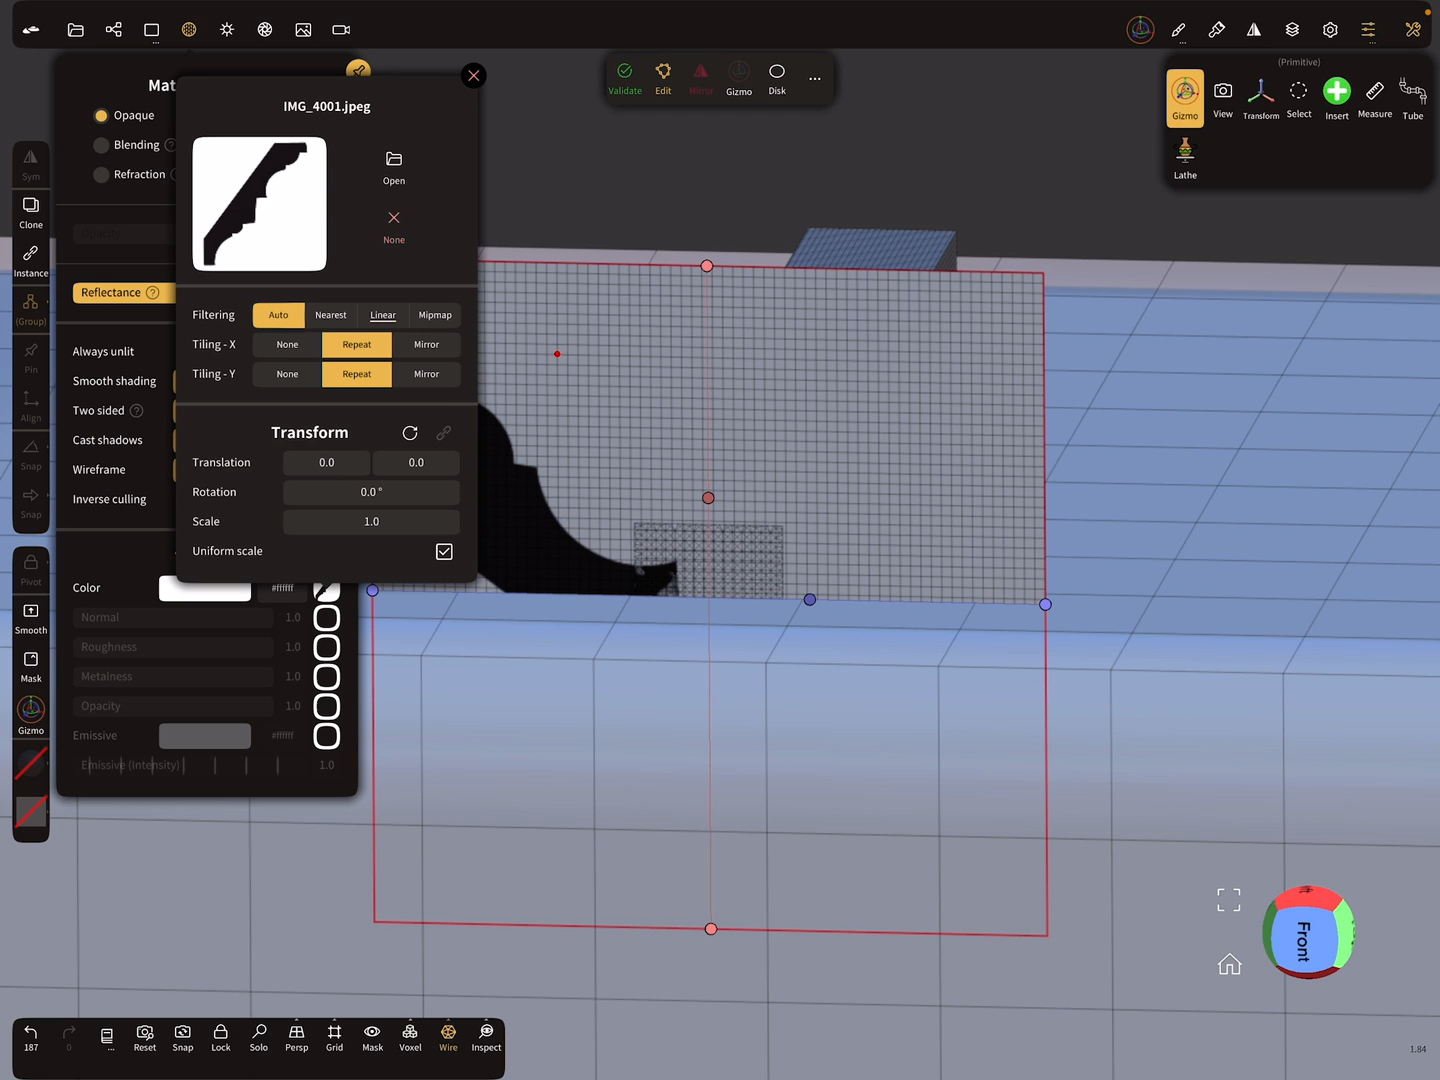 (Primitive)
Validate
Edit
Mirror
Gizmo
Disk
...
Gizmo
View
Transform
Select
Insert
Measure
Tube
Lathe
Mat
Opaque
Blending ?
Refraction
Opacity
Reflectance ?
Always unlit
Smooth shading
Two sided ?
Cast shadows
Wireframe
Inverse culling
IMG_4001.jpeg
Open
None
Filtering Auto Nearest Linear Mipmap
Tiling - X None Repeat Mirror
Tiling - Y None Repeat Mirror
Transform
Translation 0.0 0.0
Rotation 0.0 °
Scale 1.0
Uniform scale
Color #ffffff
Normal 1.0
Roughness 1.0
Metalness 1.0
Opacity 1.0
Emissive #ffffff
Emissive (Intensity) 1.0
Sym
Clone
Instance
(Group)
Pin
Align
Snap
Snap
Pivot
Smooth
Mask
Gizmo
Front
187
0
...
Reset
Snap
Lock
Solo
Persp
Grid
Mask
Voxel
Wire
Inspect
1.84